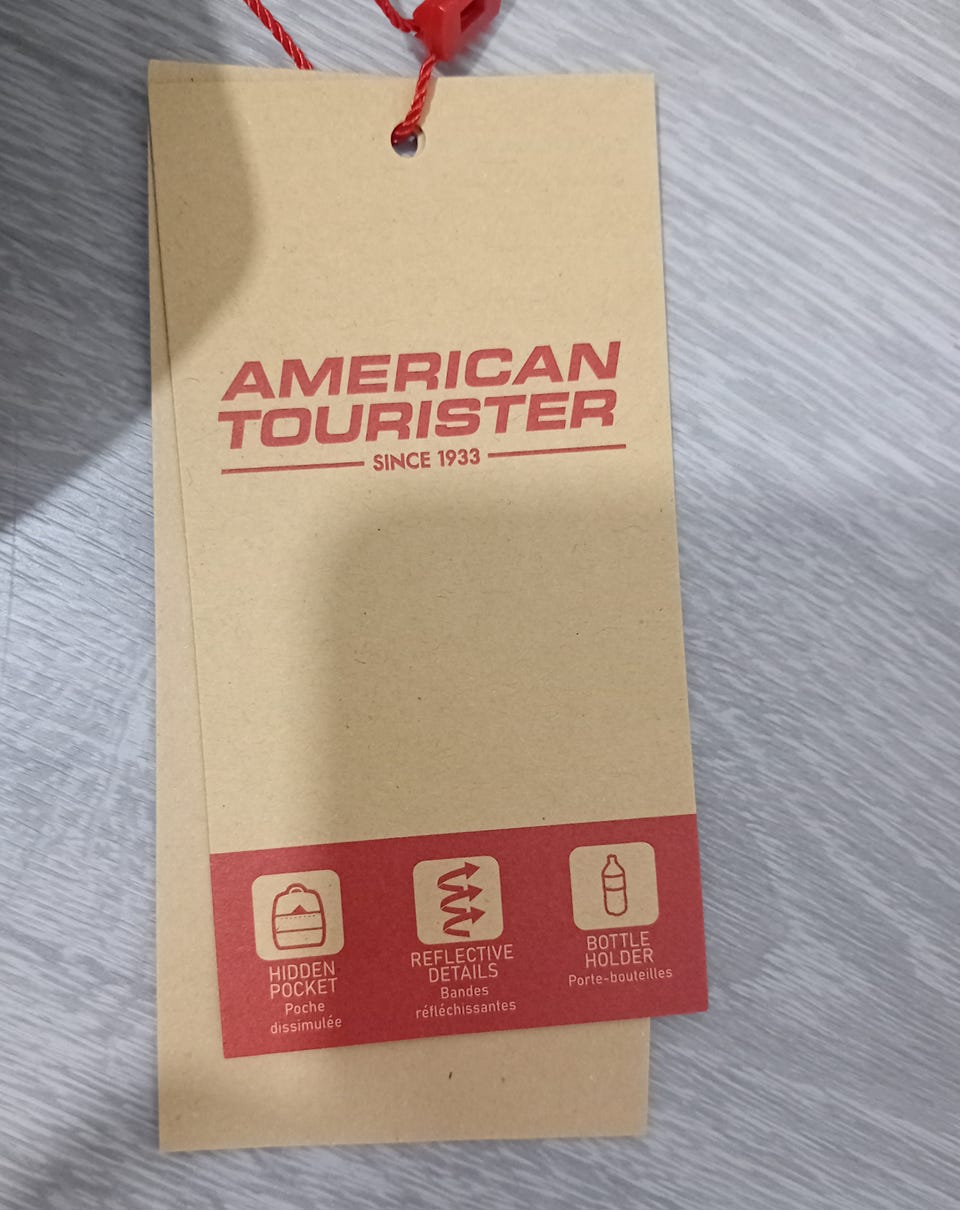 AMERICAN
TOURISTER
SINCE 1933
HIDDEN
POCKET
Poche
dissimulée
REFLECTIVE
DETAILS
Bandes
réfléchissantes
BOTTLE
HOLDER
Porte-bouteilles